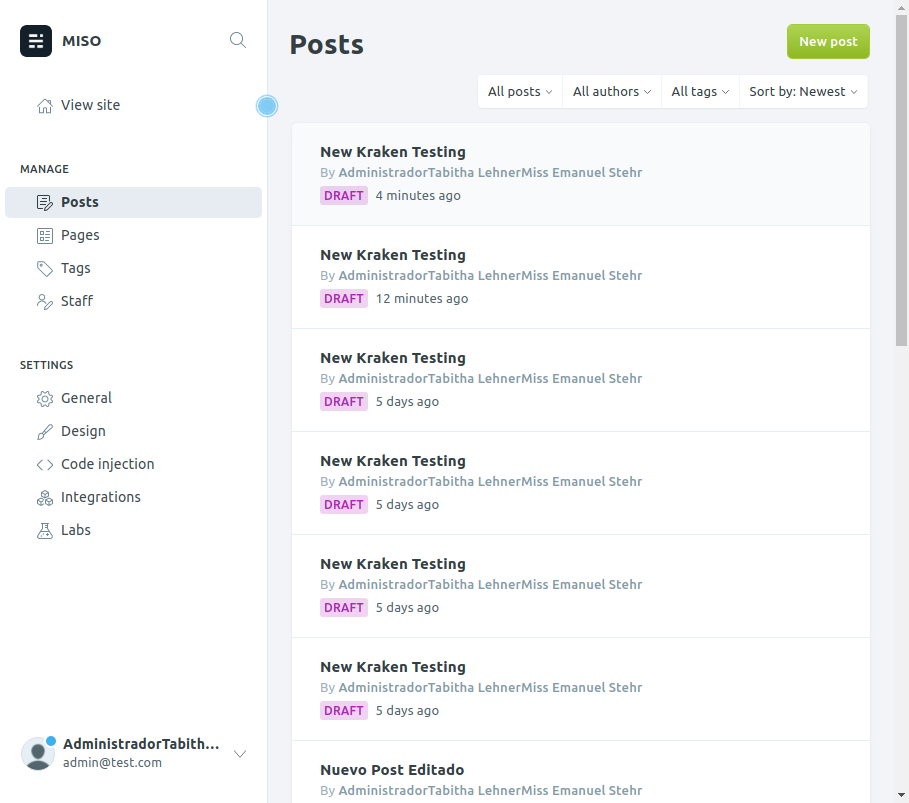 MISO
View site
MANAGE
Posts
Pages
Tags
Staff
SETTINGS
General
Design
Code injection
Integrations
Labs
AdministradorTabith...
admin@test.com
Posts
New post
All posts
All authors
All tags
Sort by: Newest
New Kraken Testing
By AdministradorTabitha LehnerMiss Emanuel Stehr
DRAFT 4 minutes ago
New Kraken Testing
By AdministradorTabitha LehnerMiss Emanuel Stehr
DRAFT 12 minutes ago
New Kraken Testing
By AdministradorTabitha LehnerMiss Emanuel Stehr
DRAFT 5 days ago
New Kraken Testing
By AdministradorTabitha LehnerMiss Emanuel Stehr
DRAFT 5 days ago
New Kraken Testing
By AdministradorTabitha LehnerMiss Emanuel Stehr
DRAFT 5 days ago
New Kraken Testing
By AdministradorTabitha LehnerMiss Emanuel Stehr
DRAFT 5 days ago
Nuevo Post Editado
By AdministradorTabitha LehnerMiss Emanuel Stehr